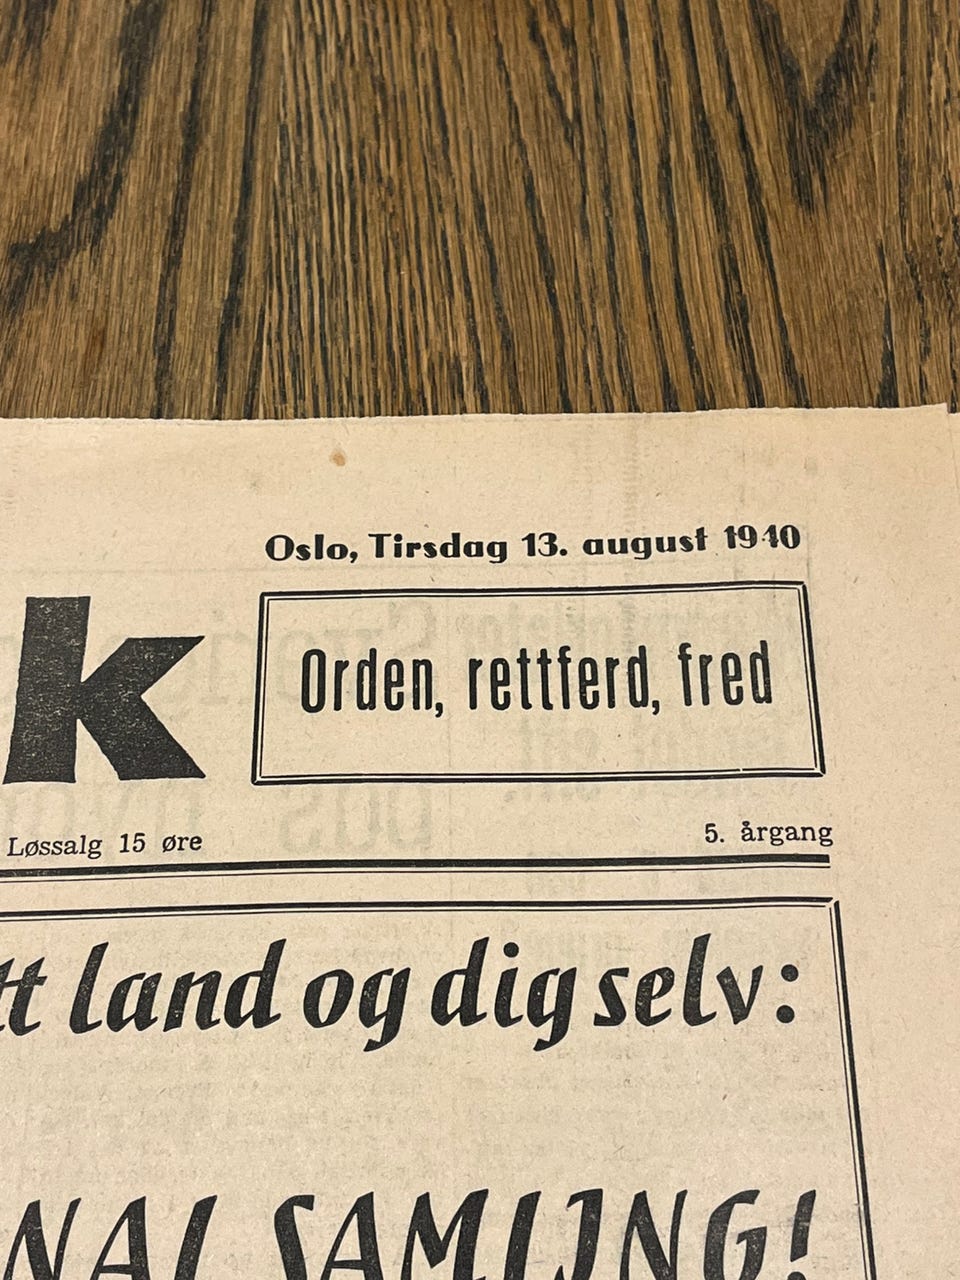 Oslo, Tirsdag 13. august 1940
k
Orden, rettferd, fred
Løssalg 15 øre
5. årgang
tt land og dig selv:
NAL SAMLING!